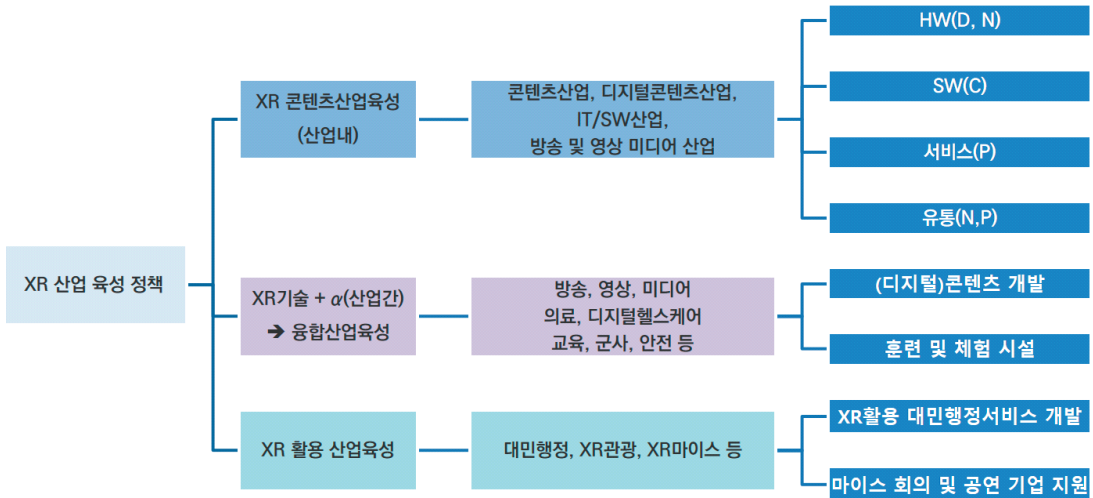 XR 산업 육성 정책
XR 콘텐츠산업육성
(산업내)
콘텐츠산업, 디지털콘텐츠산업,
IT/SW산업,
방송 및 영상 미디어 산업
HW(D, N)
SW(C)
서비스(P)
유통(N,P)
XR기술 + α(산업간)
➔ 융합산업육성
방송, 영상, 미디어
의료, 디지털헬스케어
교육, 군사, 안전 등
(디지털)콘텐츠 개발
훈련 및 체험 시설
XR 활용 산업육성
대민행정, XR관광, XR마이스 등
XR활용 대민행정서비스 개발
마이스 회의 및 공연 기업 지원